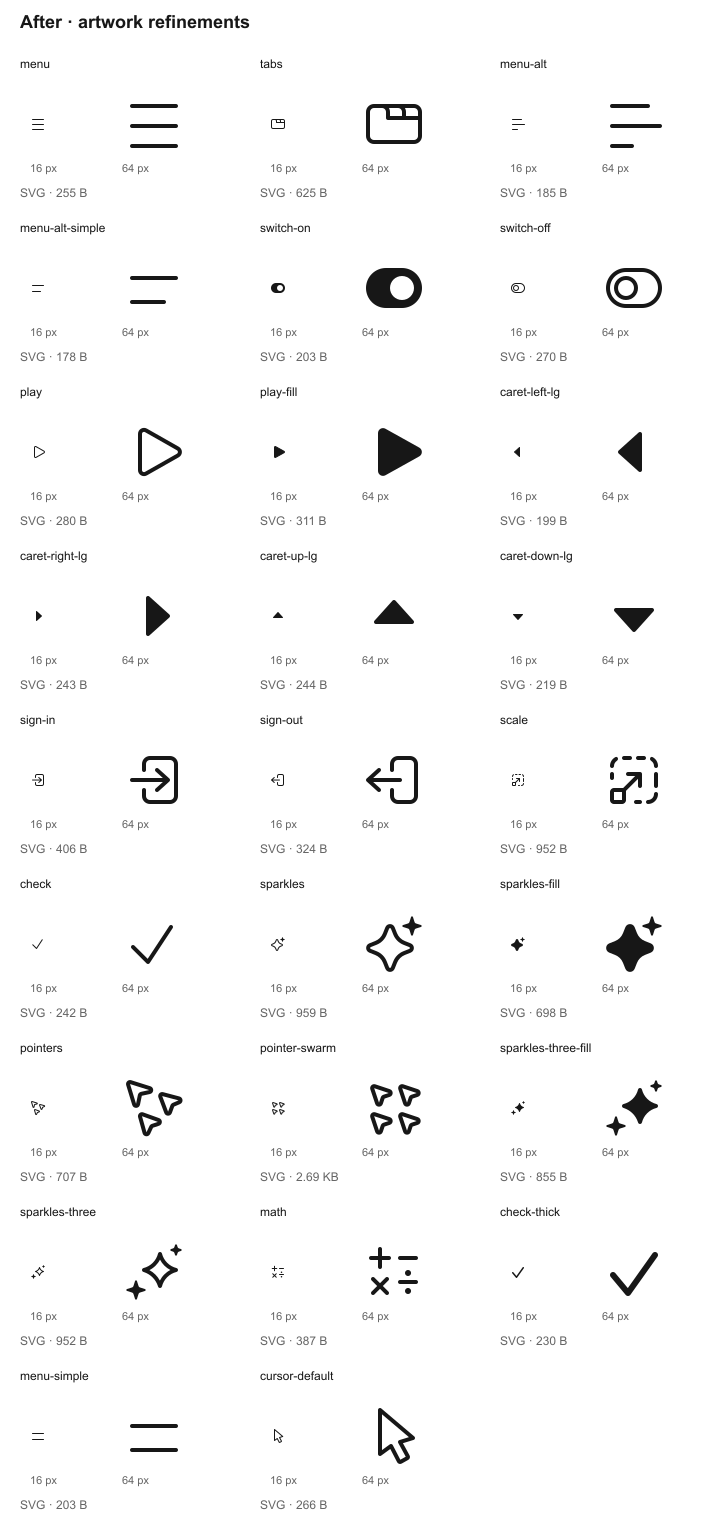 After · artwork refinements
menu tabs menu-alt
16 px 64 px 16 px 64 px 16 px 64 px
SVG · 255 B SVG · 625 B SVG · 185 B
menu-alt-simple switch-on switch-off
16 px 64 px 16 px 64 px 16 px 64 px
SVG · 178 B SVG · 203 B SVG · 270 B
play play-fill caret-left-lg
16 px 64 px 16 px 64 px 16 px 64 px
SVG · 280 B SVG · 311 B SVG · 199 B
caret-right-lg caret-up-lg caret-down-lg
16 px 64 px 16 px 64 px 16 px 64 px
SVG · 243 B SVG · 244 B SVG · 219 B
sign-in sign-out scale
16 px 64 px 16 px 64 px 16 px 64 px
SVG · 406 B SVG · 324 B SVG · 952 B
check sparkles sparkles-fill
16 px 64 px 16 px 64 px 16 px 64 px
SVG · 242 B SVG · 959 B SVG · 698 B
pointers pointer-swarm sparkles-three-fill
16 px 64 px 16 px 64 px 16 px 64 px
SVG · 707 B SVG · 2.69 KB SVG · 855 B
sparkles-three math check-thick
16 px 64 px 16 px 64 px 16 px 64 px
SVG · 952 B SVG · 387 B SVG · 230 B
menu-simple cursor-default
16 px 64 px 16 px 64 px
SVG · 203 B SVG · 266 B